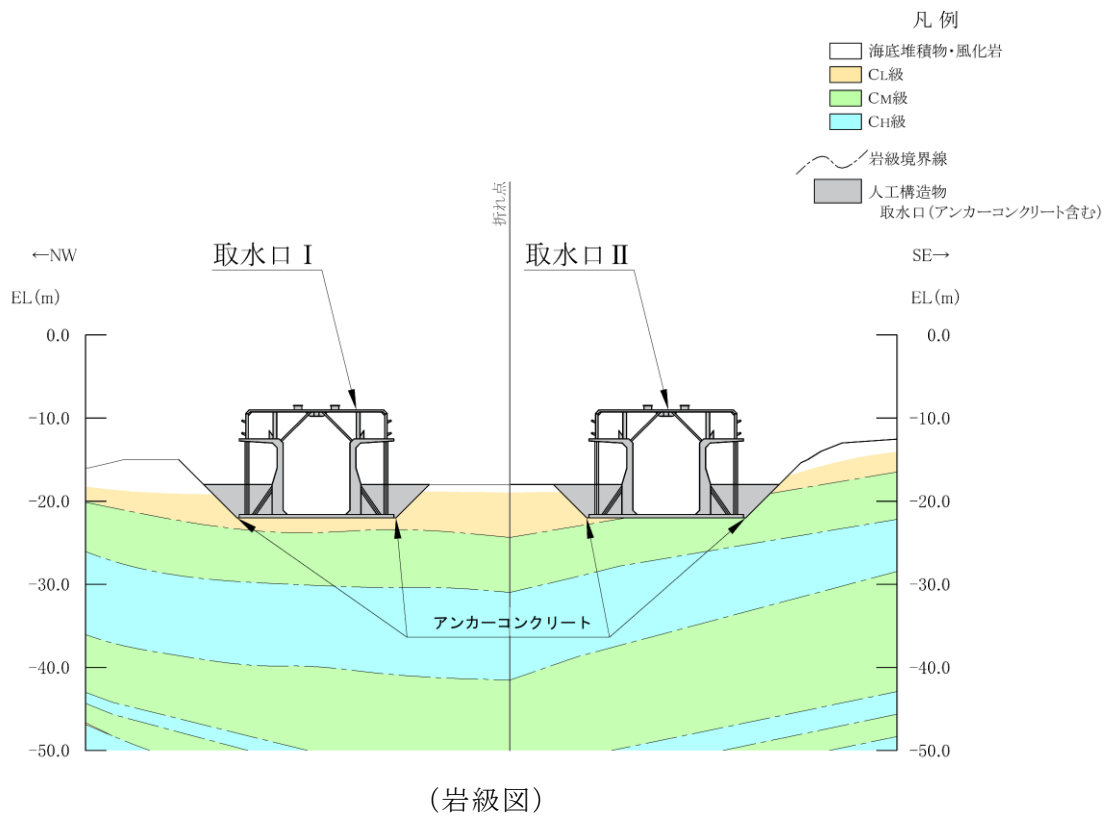 凡 例
海底堆積物・風化岩
CL級
CM級
CH級
岩級境界線
人工構造物
取水口(アンカーコンクリート含む)
折れ点
←NW
取水口 Ⅰ
取水口 Ⅱ
SE→
EL(m)
EL(m)
0.0
0.0
-10.0
-10.0
-20.0
-20.0
-30.0
-30.0
アンカーコンクリート
-40.0
-40.0
-50.0
-50.0
(岩級図)